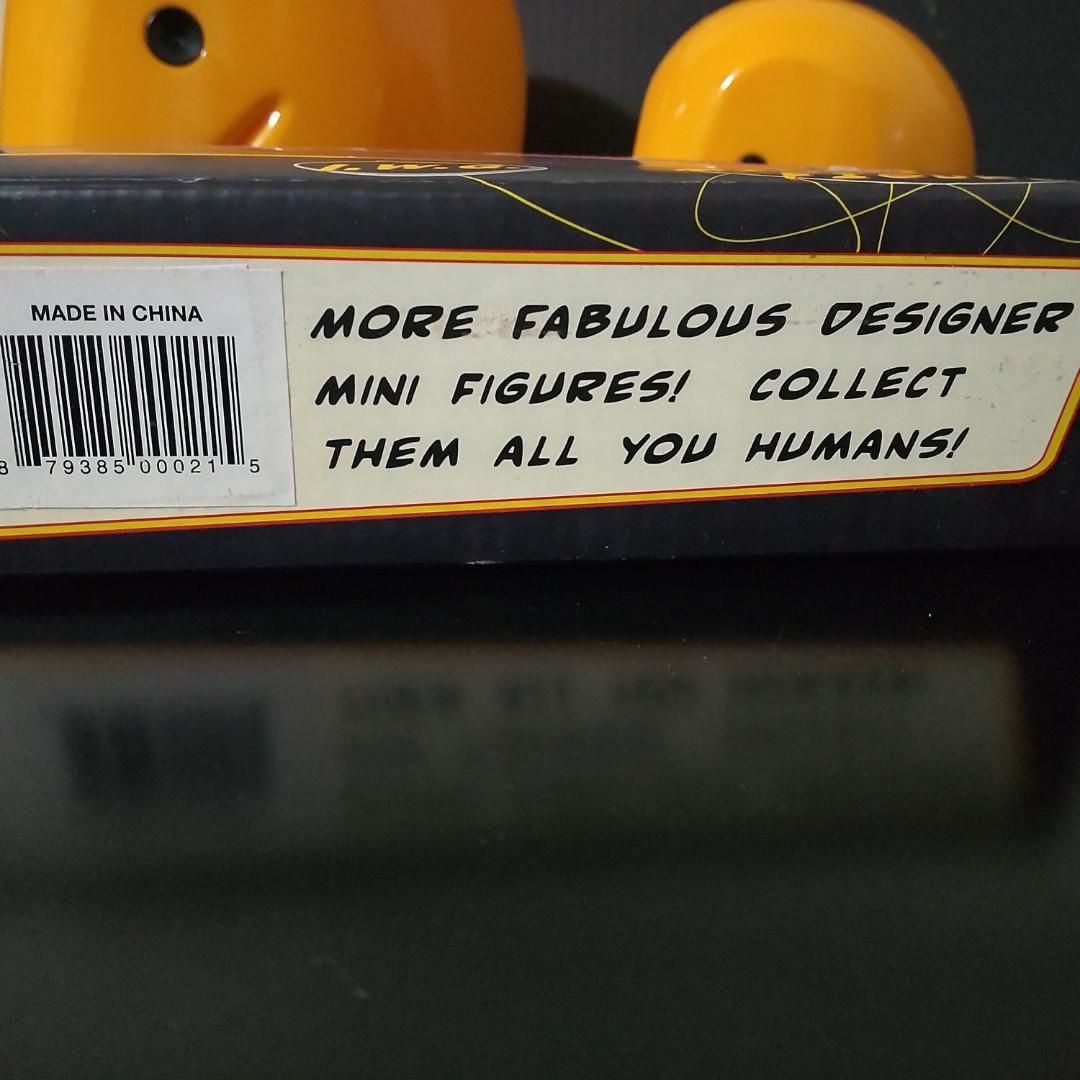 MADE IN CHINA
8 79385 00021 5
MORE FABULOUS DESIGNER
MINI FIGURES! COLLECT
THEM ALL YOU HUMANS!